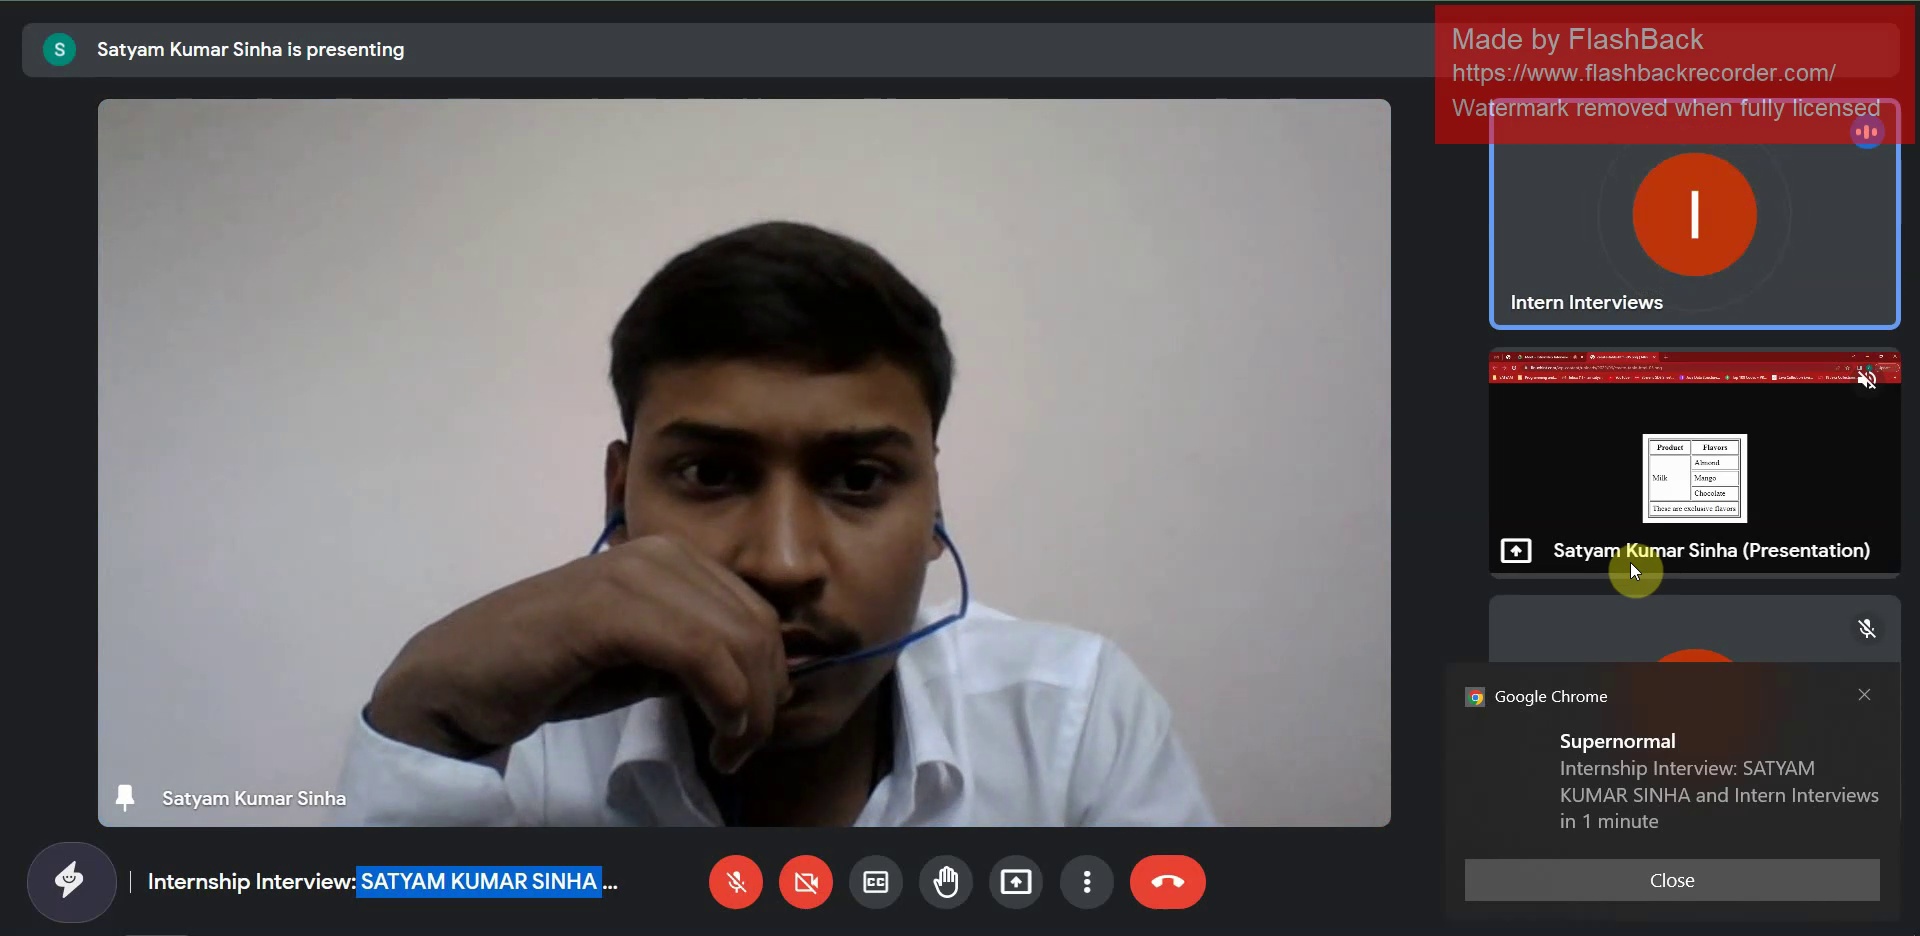 S
Satyam Kumar Sinha is presenting
Made by FlashBack
https://www.flashbackrecorder.com/
Watermark removed when fully licensed
I
Intern Interviews
Product Flavors
Almond
Milk Mango
Chocolate
These are exclusive flavors
Satyam Kumar Sinha (Presentation)
Google Chrome
Supernormal
Internship Interview: SATYAM
KUMAR SINHA and Intern Interviews
in 1 minute
Close
Satyam Kumar Sinha
Internship Interview: SATYAM KUMAR SINHA ...
CC